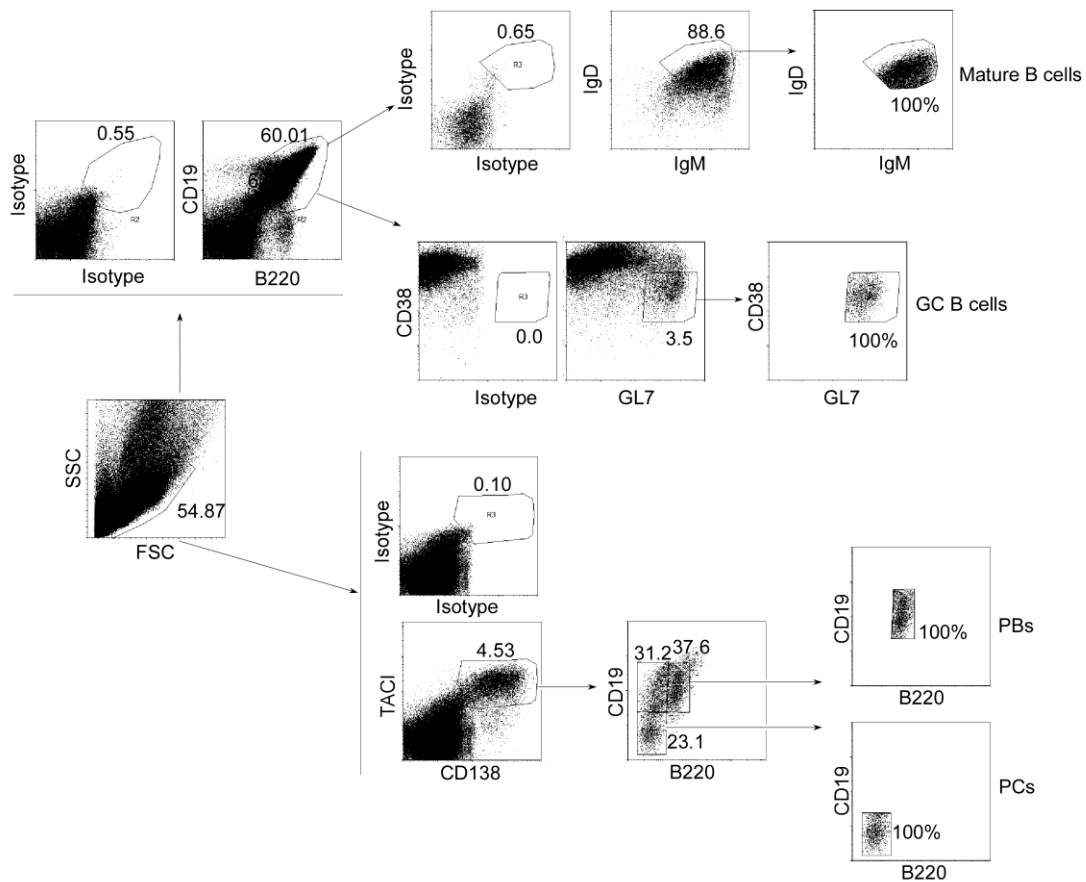 0.65
R3
Isotype
Isotype
88.6
IgD
IgM
IgD
100%
IgM
Mature B cells
0.55
R2
Isotype
Isotype
60.01
CD19
R2
B220
CD38
R3
0.0
Isotype
3.5
GL7
CD38
100%
GL7
GC B cells
SSC
54.87
FSC
0.10
R3
Isotype
Isotype
4.53
TACI
CD138
31.2
37.6
CD19
23.1
B220
CD19
100%
B220
PBs
CD19
100%
B220
PCs